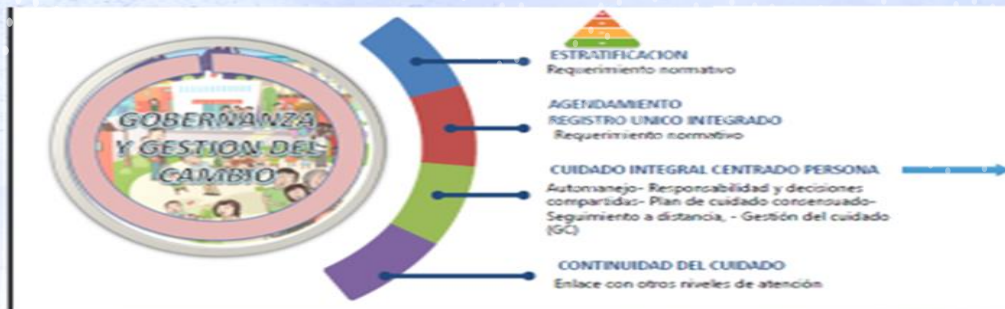 GOBERNANZA
Y GESTION DEL
CAMBIO
ESTRATIFICACION
Requerimiento normativo
AGENDAMIENTO
REGISTRO UNICO INTEGRADO
Requerimiento normativo
CUIDADO INTEGRAL CENTRADO PERSONA
Automanejo- Responsabilidad y decisiones
compartidas- Plan de cuidado consensuado-
Seguimiento a distancia, - Gestión del cuidado
(GC)
CONTINUIDAD DEL CUIDADO
Enlace con otros niveles de atención